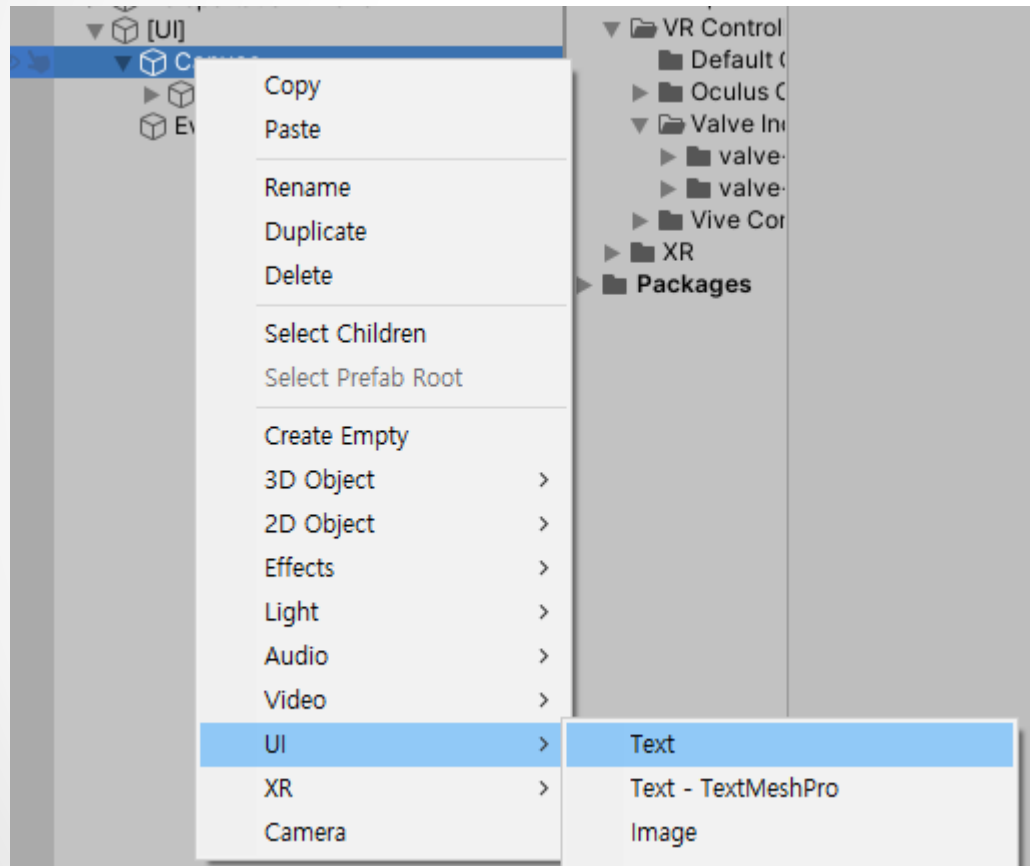 [UI]
Copy
Paste
Rename
Duplicate
Delete
Select Children
Select Prefab Root
Create Empty
3D Object
2D Object
Effects
Light
Audio
Video
UI
XR
Camera
Text
Text - TextMeshPro
Image
VR Control
Default
Oculus C
Valve In
valve-
valve-
Vive Cor
XR
Packages